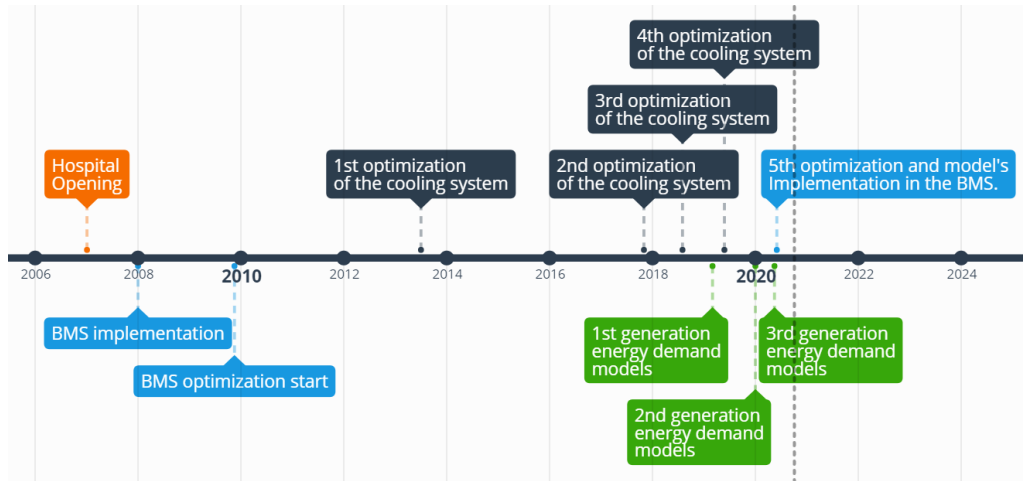 4th optimization
of the cooling system
3rd optimization
of the cooling system
Hospital
Opening
1st optimization
of the cooling system
2nd optimization
of the cooling system
5th optimization and model's
Implementation in the BMS.
2006
2008
2010
2012
2014
2016
2018
2020
2022
2024
BMS implementation
BMS optimization start
1st generation
energy demand
models
3rd generation
energy demand
models
2nd generation
energy demand
models